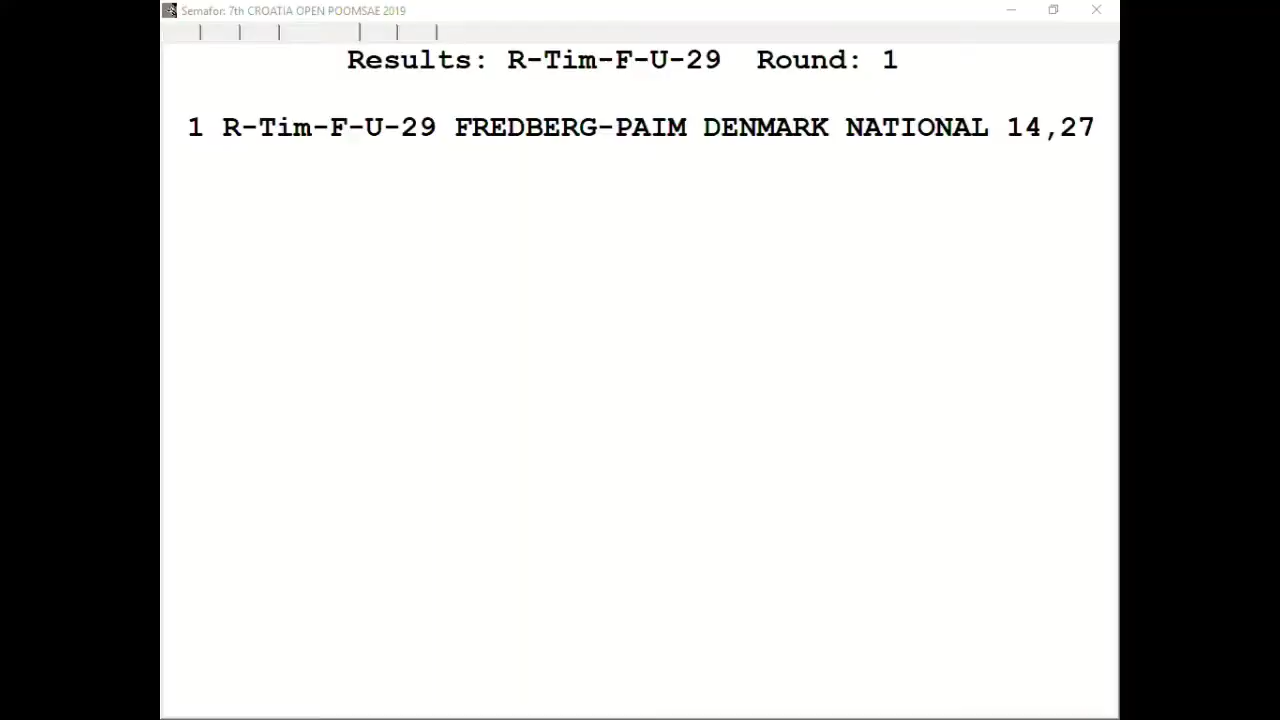 Semafor: 7th CROATIA OPEN POOMSAE 2019
Results: R-Tim-F-U-29 Round: 1
1 R-Tim-F-U-29 FREDBERG-PAIM DENMARK NATIONAL 14,27